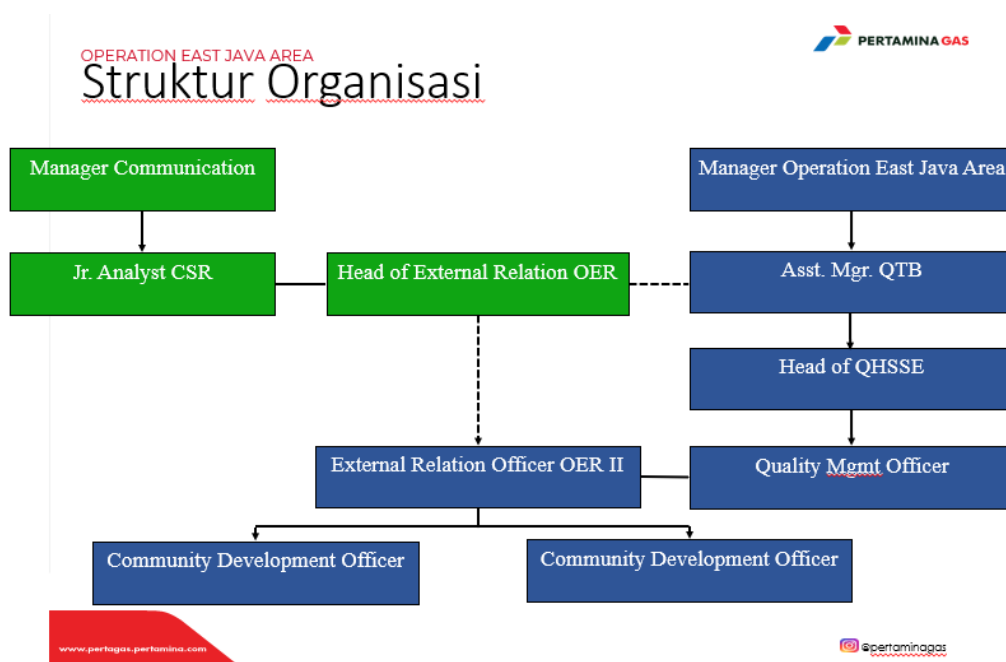 OPERATION EAST JAVA AREA
Struktur Organisasi
PERTAMINA GAS
Manager Communication
Manager Operation East Java Area
Jr. Analyst CSR
Head of External Relation OER
Asst. Mgr. QTB
Head of QHSSE
External Relation Officer OER II
Quality Mgmt Officer
Community Development Officer
Community Development Officer
www.pertagas.pertamina.com
@pertaminagas